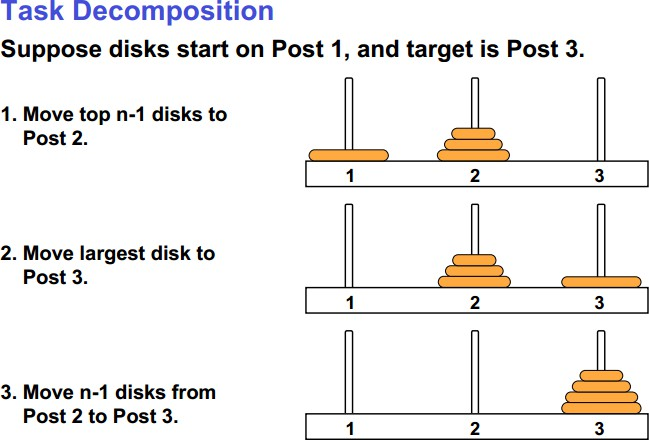 Task Decomposition
Suppose disks start on Post 1, and target is Post 3.
1. Move top n-1 disks to
Post 2.
1 2 3
2. Move largest disk to
Post 3.
1 2 3
3. Move n-1 disks from
Post 2 to Post 3.
1 2 3